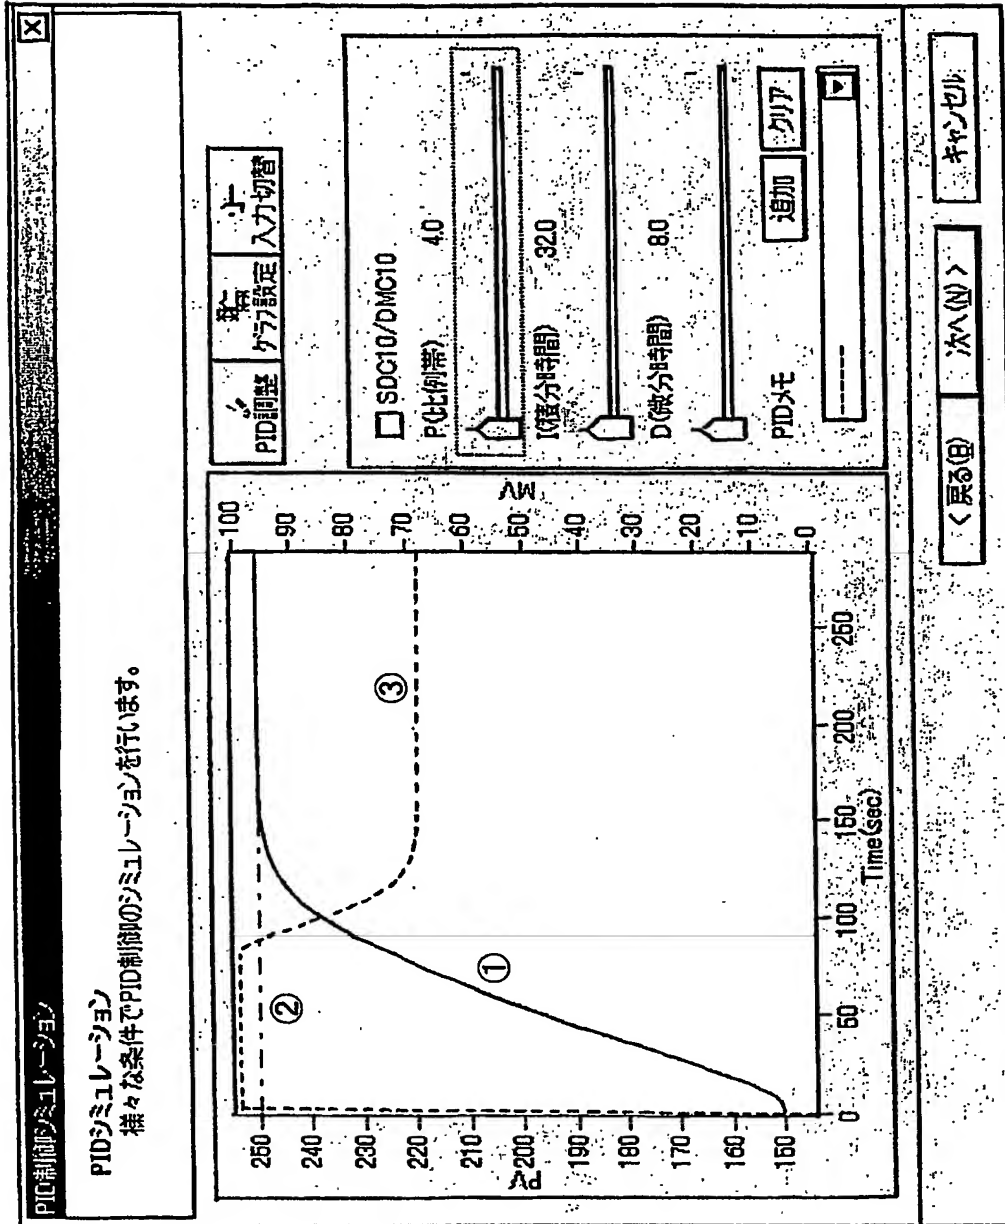 PID制御シミュレーション
PIDシミュレーション
様々な条件でPID制御のシミュレーションを行います。
PID調整
グラフ設定
入力切替
PV
250
240
230
220
210
200
190
180
170
160
150
MV
100
90
80
70
60
50
40
30
20
10
0
①
②
③
0
50
100
150
200
250
Time(sec)
SDC10/DMC10
P(比例帯) 4.0
I(積分時間) 32.0
D(微分時間) 8.0
PIDメモ
追加
クリア
-------
< 戻る(B)
次へ(N) >
キャンセル